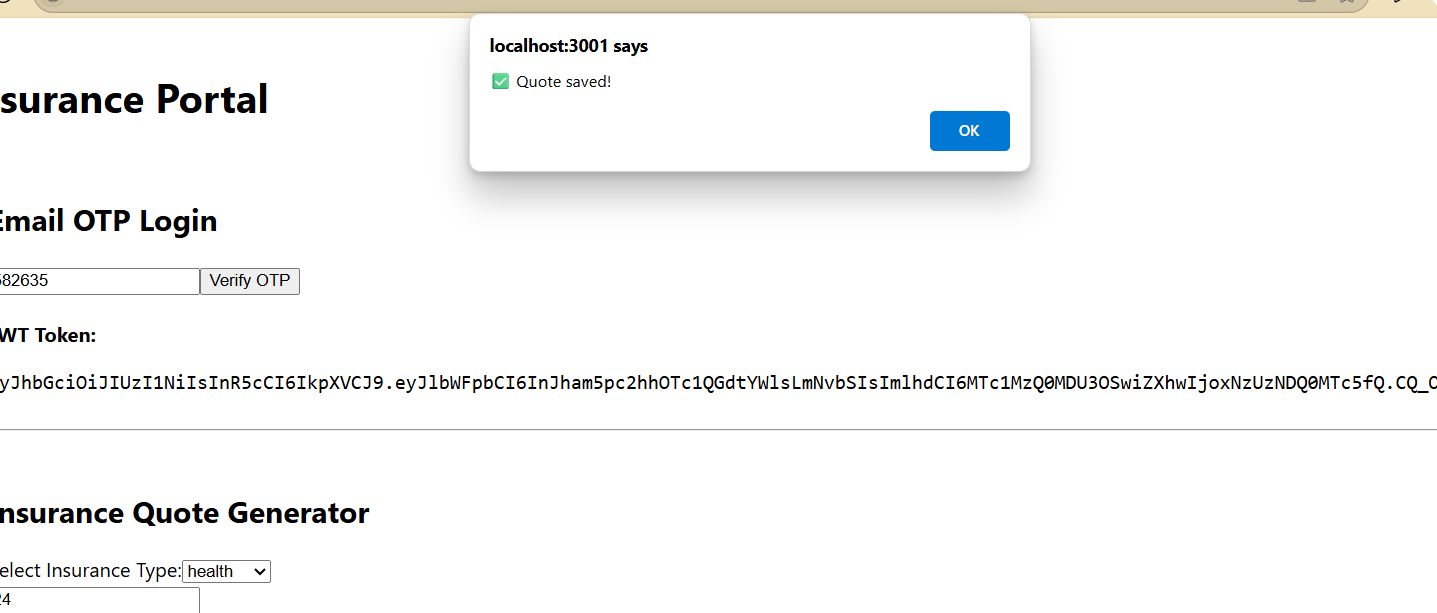 localhost:3001 says
✅ Quote saved!
OK
surance Portal
Email OTP Login
582635
Verify OTP
WT Token:
yJhbGciOiJIUzI1NiIsInR5cCI6IkpXVCJ9.eyJlbWFpbCI6InJham5pc2hhOTc1QGdtYWlsLmNvbSIsImlhdCI6MTc1MzQ0MDU3OSwiZXhwIjoxNzUzNDQ0MTc5fQ.CQ_O
nsurance Quote Generator
elect Insurance Type: health
24